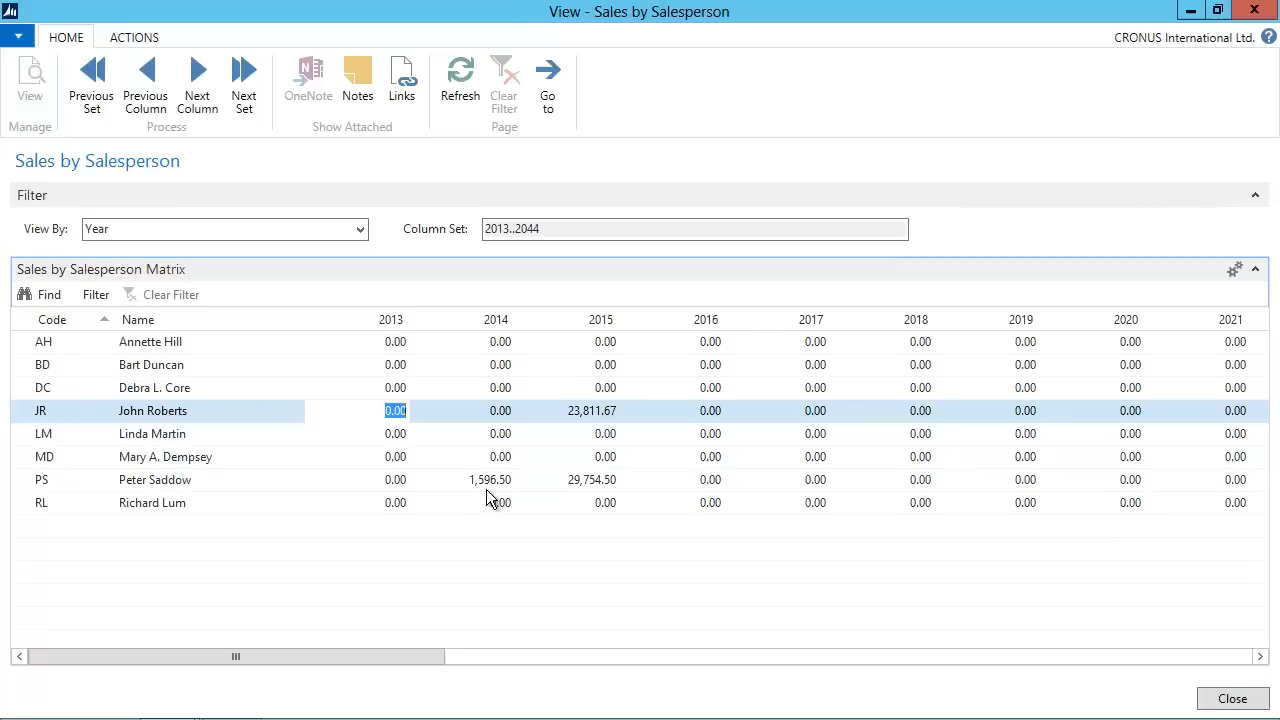 View - Sales by Salesperson
HOME ACTIONS CRONUS International Ltd.
View Previous Set Previous Column Next Column Next Set OneNote Notes Links Refresh Clear Filter Go to
Manage Process Show Attached Page
Sales by Salesperson
Filter
View By: Year Column Set: 2013..2044
Sales by Salesperson Matrix
Find Filter Clear Filter
Code Name 2013 2014 2015 2016 2017 2018 2019 2020 2021
AH Annette Hill 0.00 0.00 0.00 0.00 0.00 0.00 0.00 0.00 0.00
BD Bart Duncan 0.00 0.00 0.00 0.00 0.00 0.00 0.00 0.00 0.00
DC Debra L. Core 0.00 0.00 0.00 0.00 0.00 0.00 0.00 0.00 0.00
JR John Roberts 0.00 0.00 23,811.67 0.00 0.00 0.00 0.00 0.00 0.00
LM Linda Martin 0.00 0.00 0.00 0.00 0.00 0.00 0.00 0.00 0.00
MD Mary A. Dempsey 0.00 0.00 0.00 0.00 0.00 0.00 0.00 0.00 0.00
PS Peter Saddow 0.00 1,596.50 29,754.50 0.00 0.00 0.00 0.00 0.00 0.00
RL Richard Lum 0.00 0.00 0.00 0.00 0.00 0.00 0.00 0.00 0.00
Close